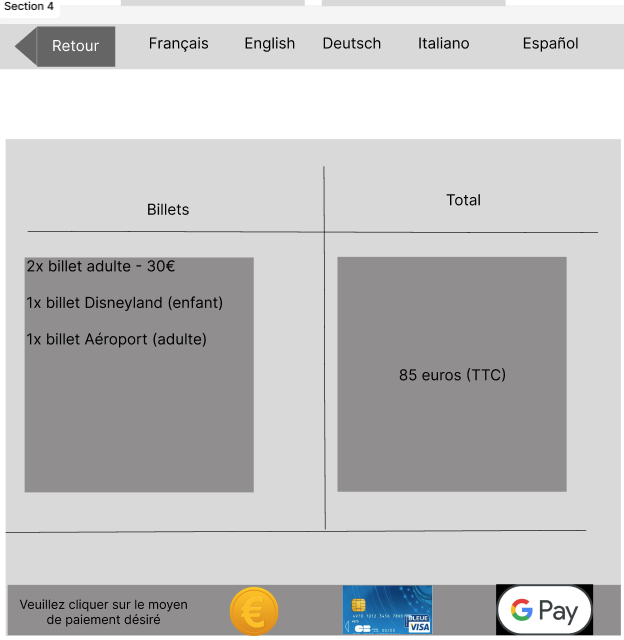 Section 4
Retour
Français
English
Deutsch
Italiano
Español
Billets
Total
2x billet adulte - 30€
1x billet Disneyland (enfant)
1x billet Aéroport (adulte)
85 euros (TTC)
Veuillez cliquer sur le moyen
de paiement désiré
€
BLEUE
VISA
CB
G Pay